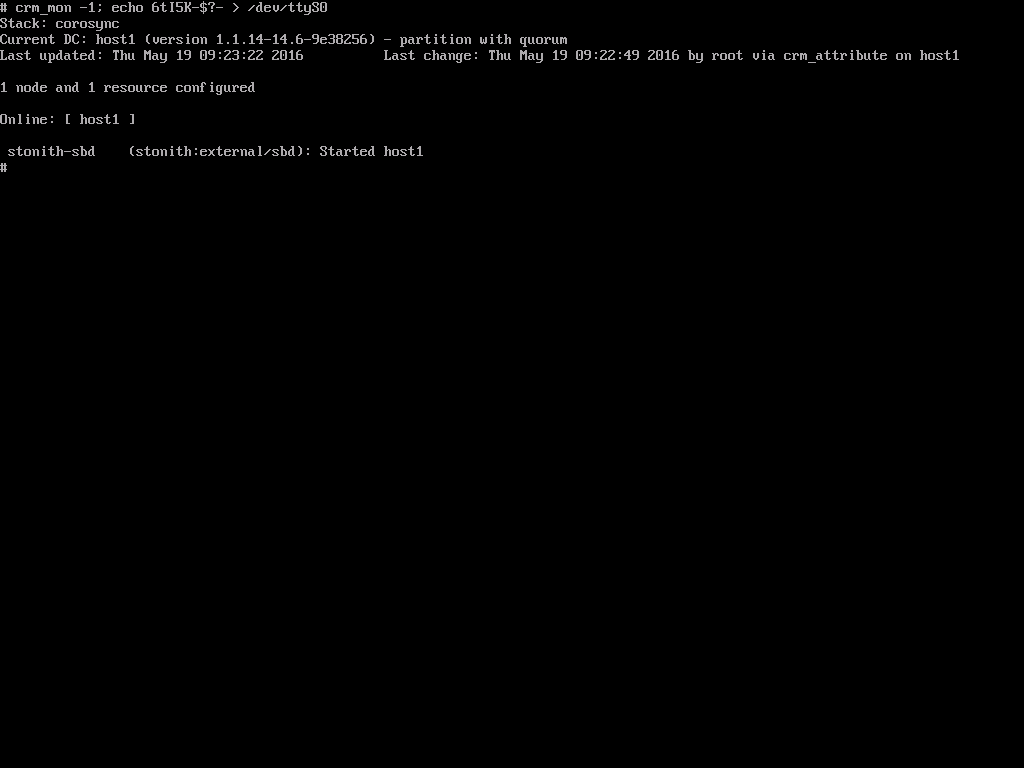 # crm_mon -1; echo 6tI5K-$?- > /dev/ttyS0
Stack: corosync
Current DC: host1 (version 1.1.14-14.6-9e38256) - partition with quorum
Last updated: Thu May 19 09:23:22 2016          Last change: Thu May 19 09:22:49 2016 by root via crm_attribute on host1
1 node and 1 resource configured
Online: [ host1 ]
 stonith-sbd    (stonith:external/sbd): Started host1
#